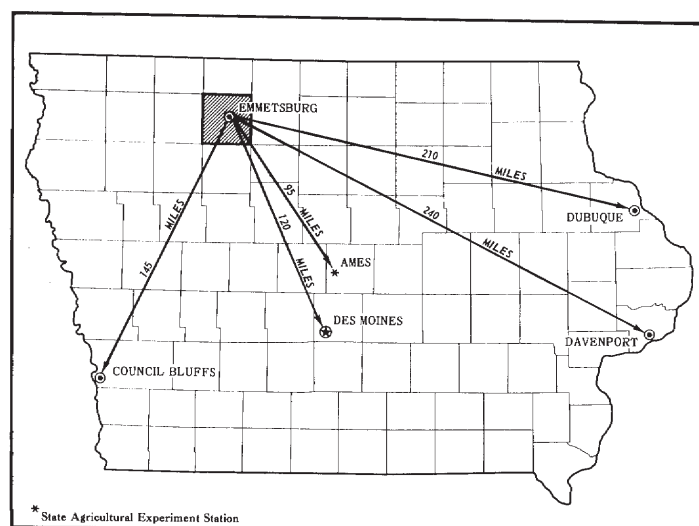 EMMETSBURG
210 MILES
95 MILES
DUBUQUE
120 MILES
240 MILES
145 MILES
AMES
*
DES MOINES
DAVENPORT
COUNCIL BLUFFS
* State Agricultural Experiment Station